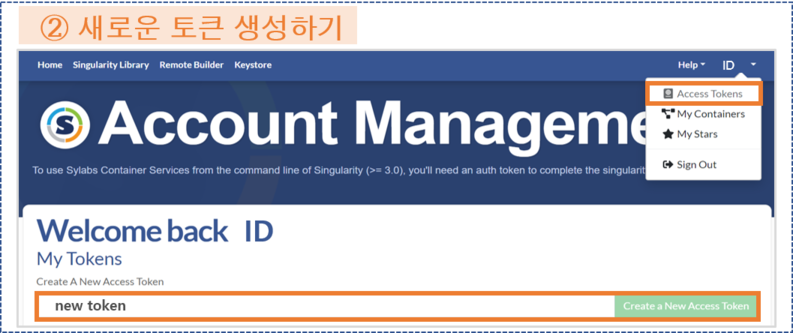 ② 새로운 토큰 생성하기
Home Singularity Library Remote Builder Keystore Help ID
Access Tokens
My Containers
My Stars
Sign Out
S Account Manageme
To use Sylabs Container Services from the command line of Singularity (>= 3.0), you'll need an auth token to complete the singularit
Welcome back ID
My Tokens
Create A New Access Token
new token Create a New Access Token